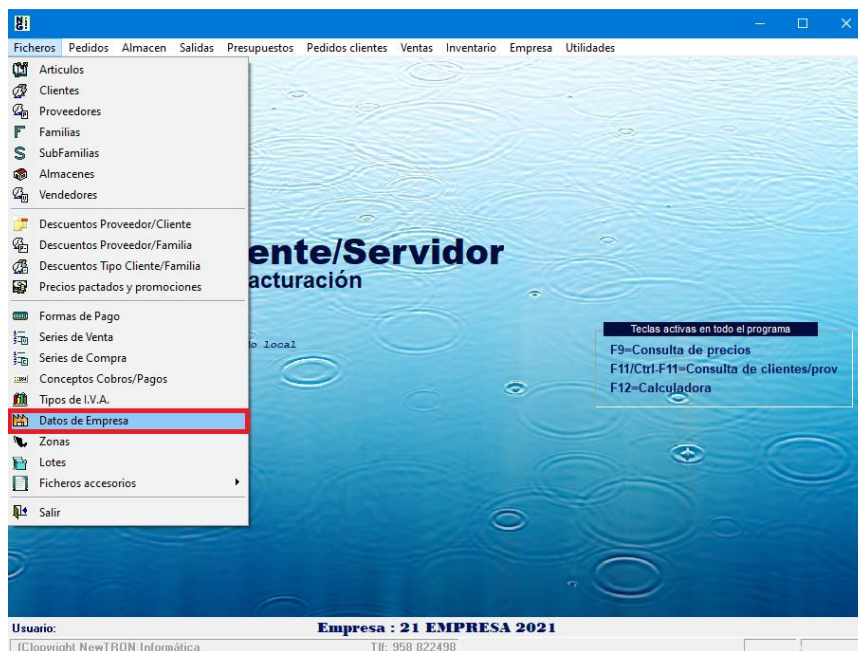 Ficheros Pedidos Almacen Salidas Presupuestos Pedidos clientes Ventas Inventario Empresa Utilidades
Articulos
Clientes
Proveedores
Familias
SubFamilias
Almacenes
Vendedores
Descuentos Proveedor/Cliente
Descuentos Proveedor/Familia
Descuentos Tipo Cliente/Familia
Precios pactados y promociones
Formas de Pago
Series de Venta
Series de Compra
Conceptos Cobros/Pagos
Tipos de I.V.A.
Datos de Empresa
Zonas
Lotes
Ficheros accesorios
Salir
ente/Servidor
acturación
o local
Teclas activas en todo el programa
F9=Consulta de precios
F11/Ctrl-F11=Consulta de clientes/prov
F12=Calculadora
Usuario:
Empresa : 21 EMPRESA 2021
(C)opyright NewTRON Informática
Tlf: 958 822498